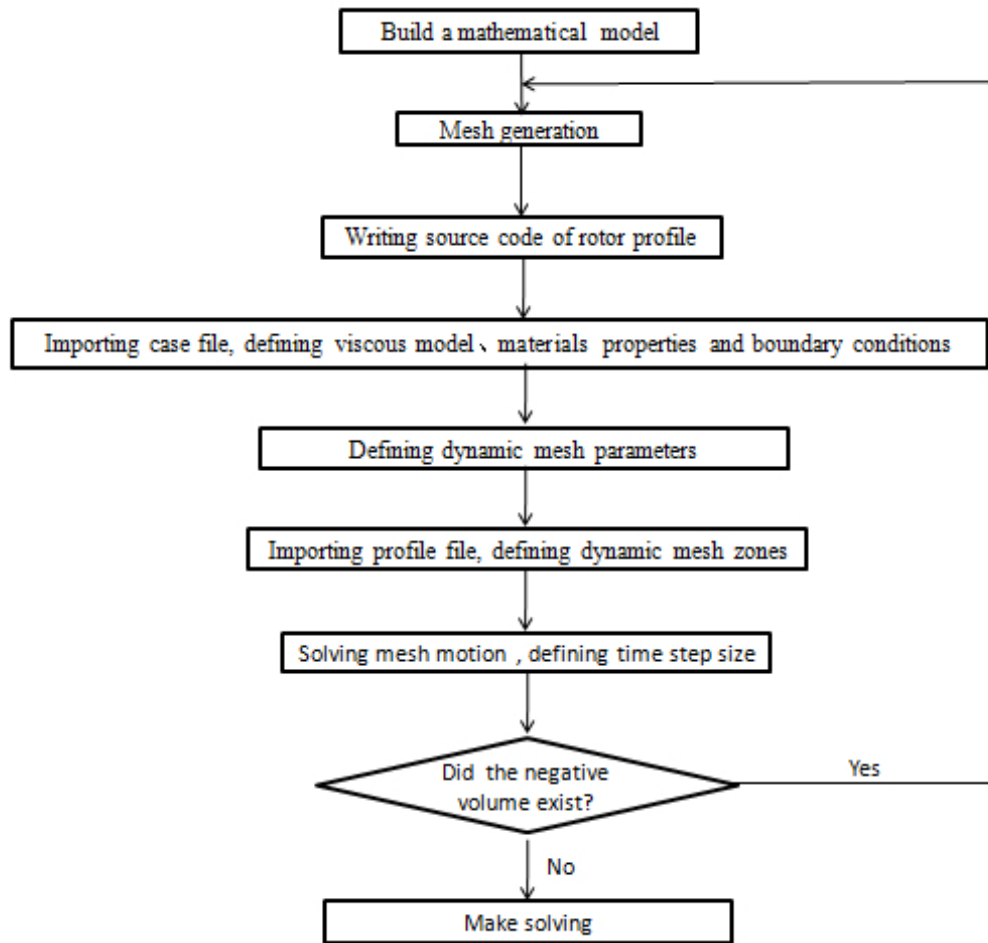 Build a mathematical model
Mesh generation
Writing source code of rotor profile
Importing case file, defining viscous model、materials properties and boundary conditions
Defining dynamic mesh parameters
Importing profile file, defining dynamic mesh zones
Solving mesh motion , defining time step size
Did the negative
volume exist?
Yes
No
Make solving